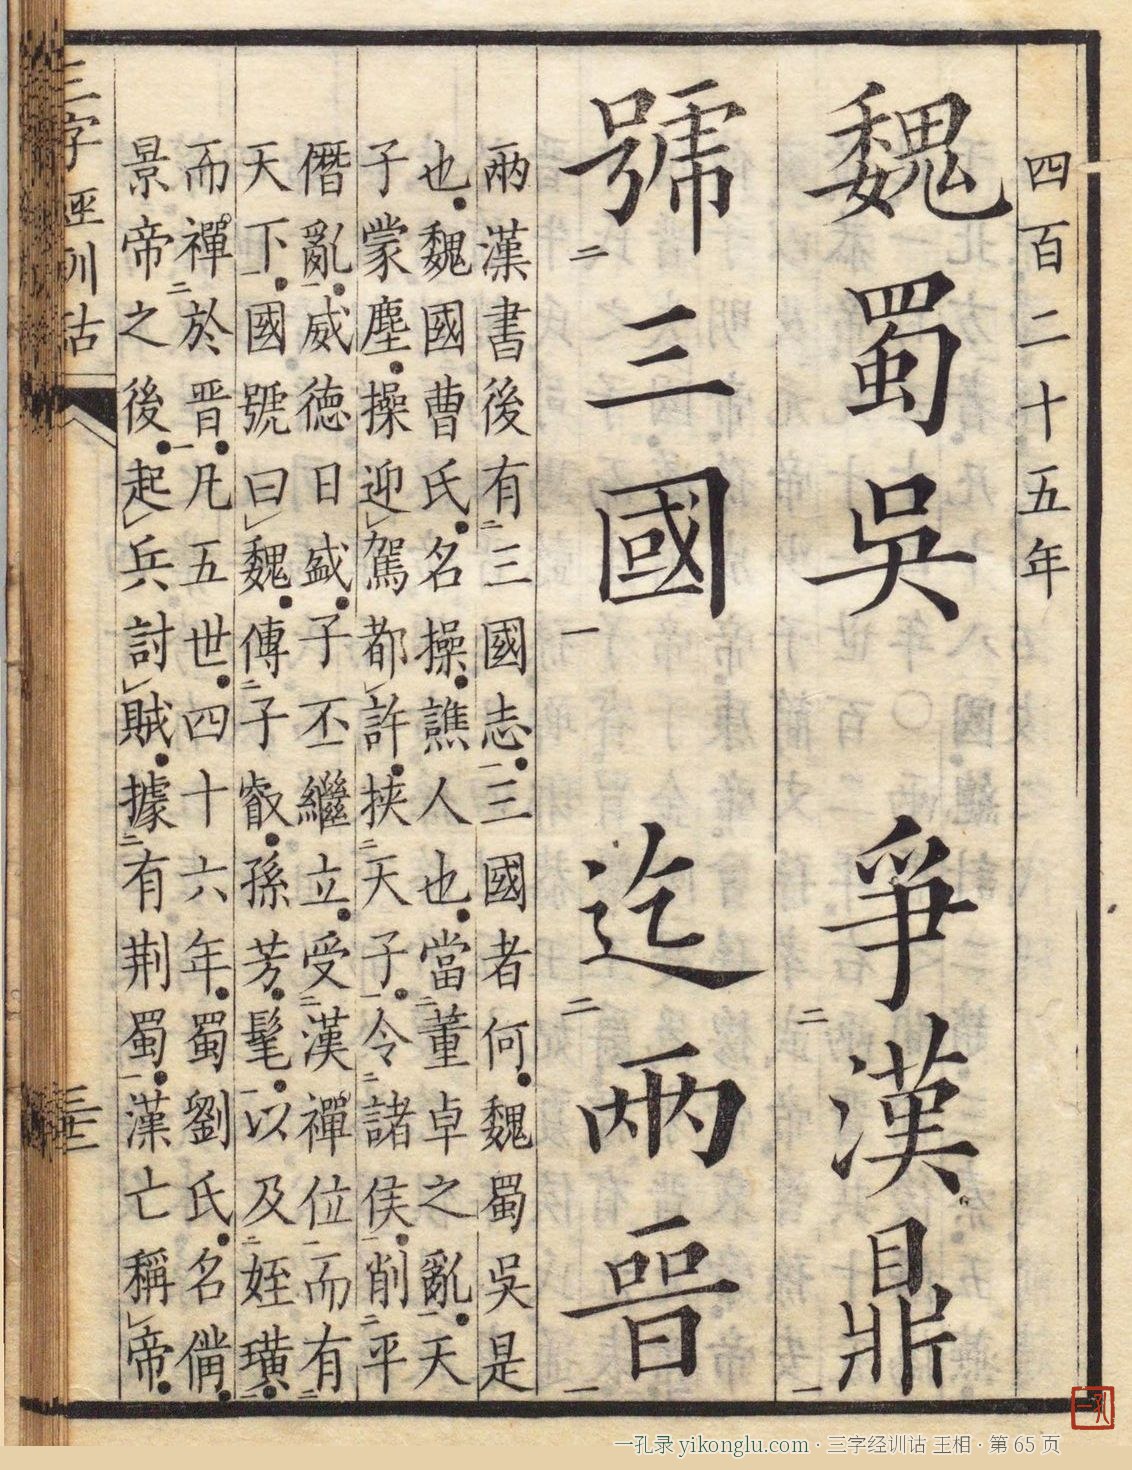 四百二十五年
魏蜀吳 爭漢鼎
號三國 迄兩晉
兩漢書後有三國志三國者何魏蜀吳是
也魏國曹氏名操譙人也當董卓之亂天
子蒙塵操迎駕都許挾天子令諸侯削平
僭亂威德日盛子丕繼立受漢禪位而有
天下國號曰魏傳子叡孫芳髦以及姪璜
而禪於晋凡五世四十六年蜀劉氏名備
景帝之後起兵討賊據有荆蜀漢亡稱帝
三字經訓詁
三十二
一孔录 yikonglu.com · 三字经训诂 王相 · 第 65 页